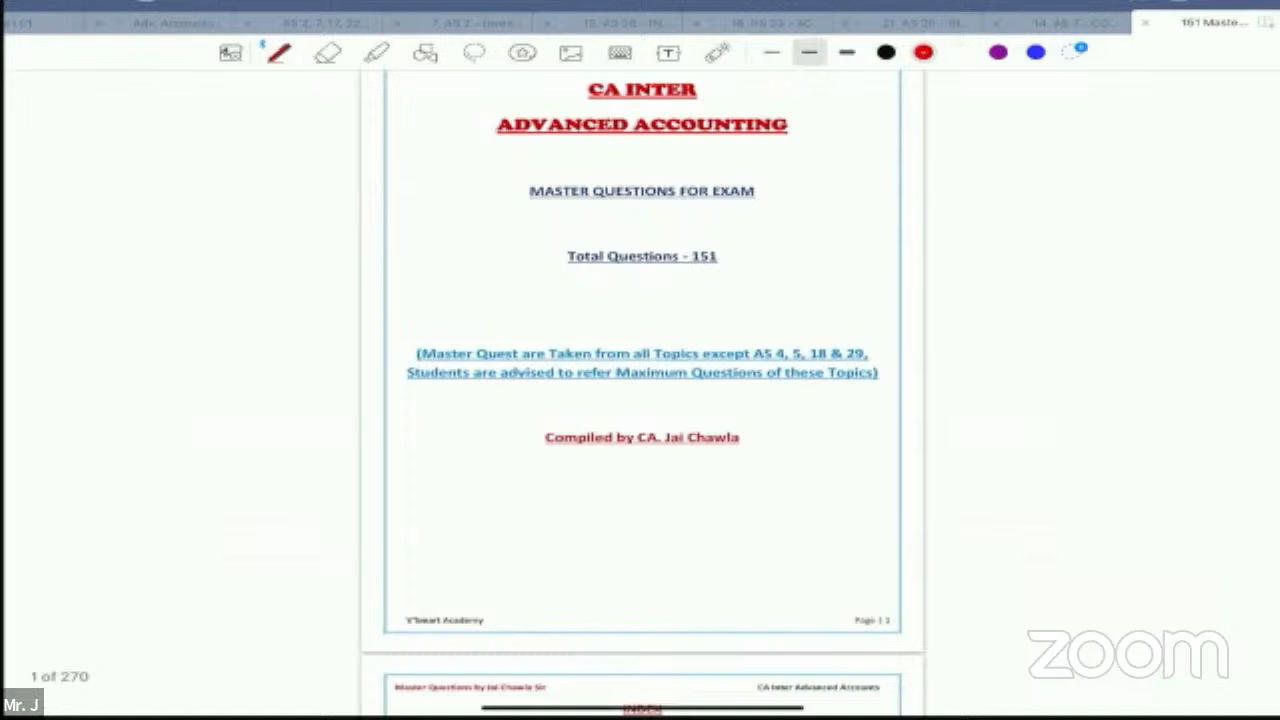 CA INTER
ADVANCED ACCOUNTING
MASTER QUESTIONS FOR EXAM
Total Questions - 151
(Master Quest are Taken from all Topics except AS 4, 5, 18 & 29,
Students are advised to refer Maximum Questions of these Topics)
Compiled by CA. Jai Chawla
V'Smart Academy
Page | 1
1 of 270
zoom
Mr. J
Master Questions by Jai Chawla Sir
CA Inter Advanced Accounts
INDEX